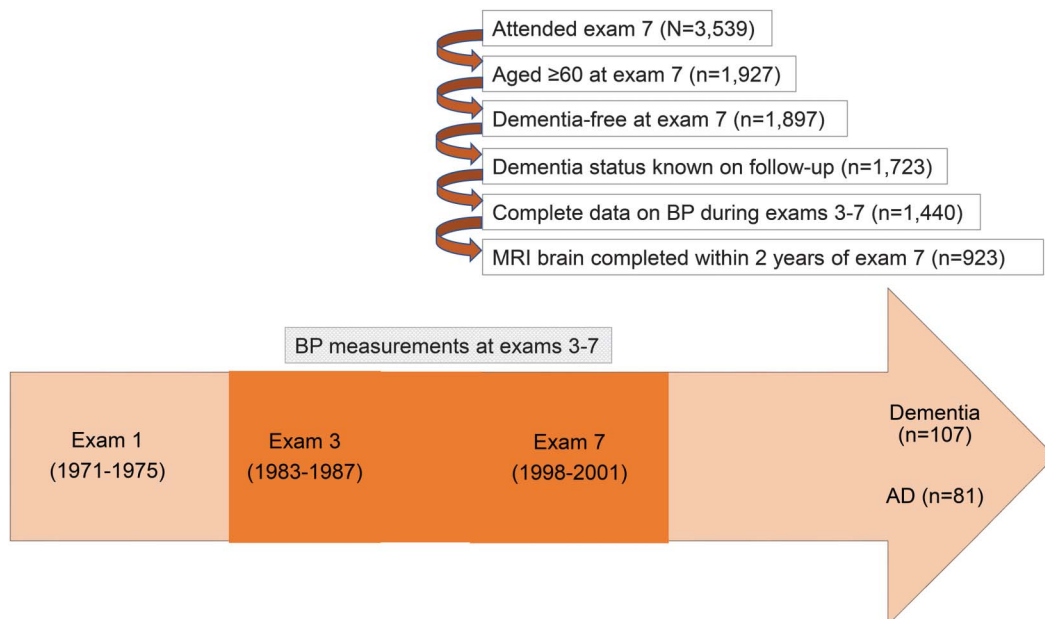 Attended exam 7 (N=3,539)
Aged ≥60 at exam 7 (n=1,927)
Dementia-free at exam 7 (n=1,897)
Dementia status known on follow-up (n=1,723)
Complete data on BP during exams 3-7 (n=1,440)
MRI brain completed within 2 years of exam 7 (n=923)
BP measurements at exams 3-7
Exam 1
(1971-1975)
Exam 3
(1983-1987)
Exam 7
(1998-2001)
Dementia
(n=107)
AD (n=81)